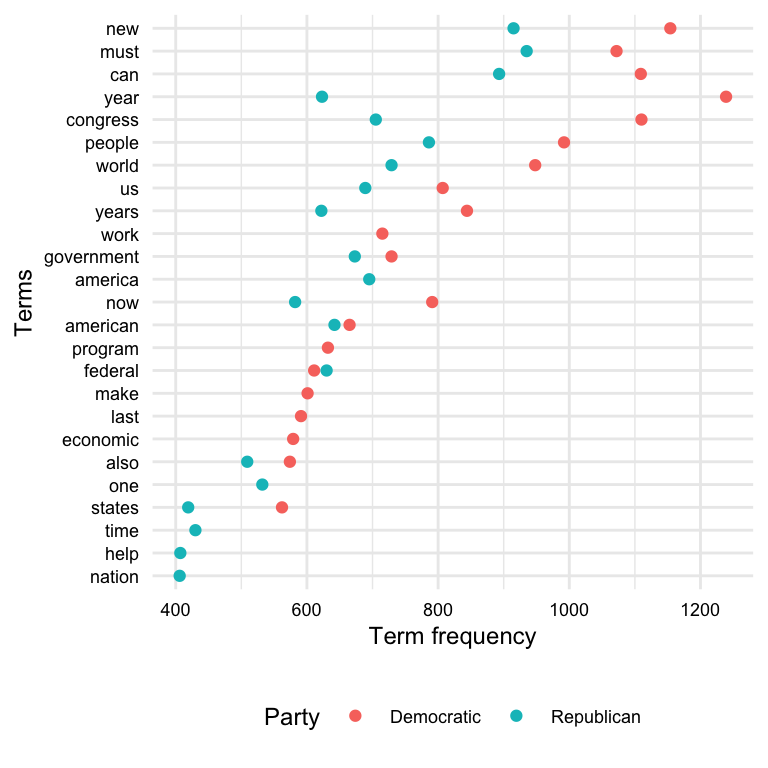 new
must
can
year
congress
people
world
us
years
work
government
america
now
american
program
federal
make
last
economic
also
one
states
time
help
nation
Terms
400 600 800 1000 1200
Term frequency
Party Democratic Republican